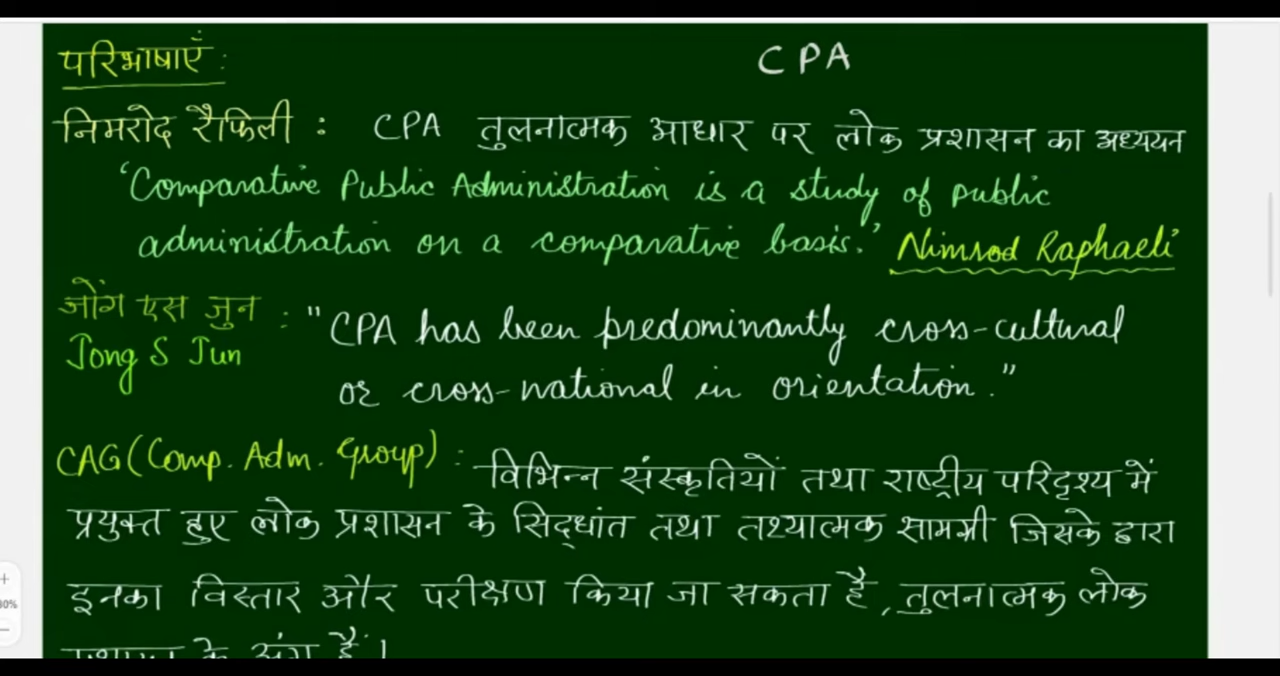 परिभाषाएँ :
CPA
निमरोद रैफिली : CPA तुलनात्मक आधार पर लोक प्रशासन का अध्ययन
'Comparative Public Administration is a study of public
administration on a comparative basis.' Nimrod Raphaeli
जोंग एस जुन : "CPA has been predominantly cross-cultural
Jong S Jun
or cross-national in orientation."
CAG (Comp. Adm. Group) : विभिन्न संस्कृतियों तथा राष्ट्रीय परिदृश्य में
प्रयुक्त हुए लोक प्रशासन के सिद्धांत तथा तथ्यात्मक सामग्री जिसके द्वारा
इनका विस्तार और परीक्षण किया जा सकता है, तुलनात्मक लोक
प्रशासन के अंग हैं।
+